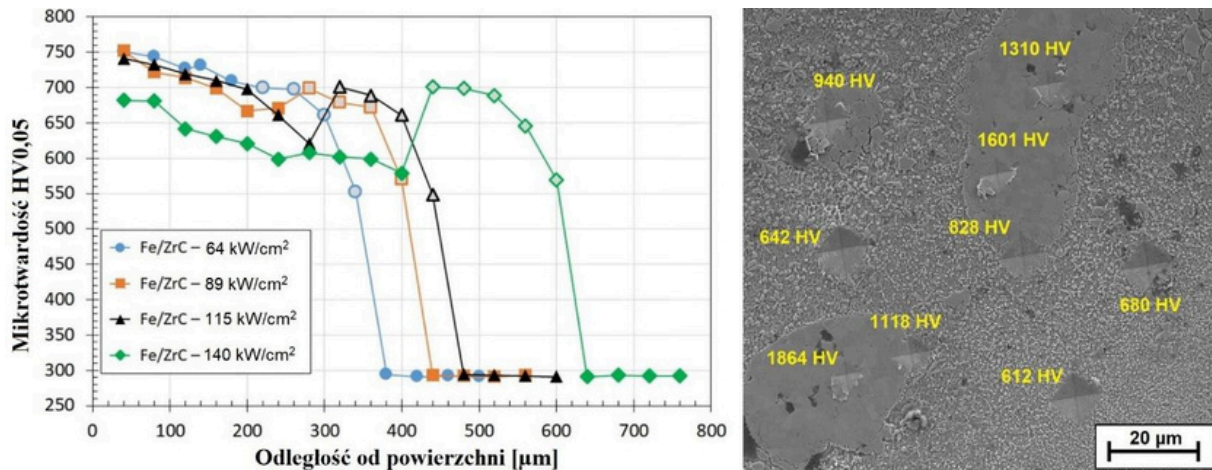 Mikrotwardość HV0,05
800
750
700
650
600
550
500
450
400
350
300
250
Fe/ZrC – 64 kW/cm²
Fe/ZrC – 89 kW/cm²
Fe/ZrC – 115 kW/cm²
Fe/ZrC – 140 kW/cm²
0 100 200 300 400 500 600 700 800
Odległość od powierzchni [µm]
1310 HV
940 HV
1601 HV
642 HV
828 HV
680 HV
1118 HV
1864 HV
612 HV
20 µm